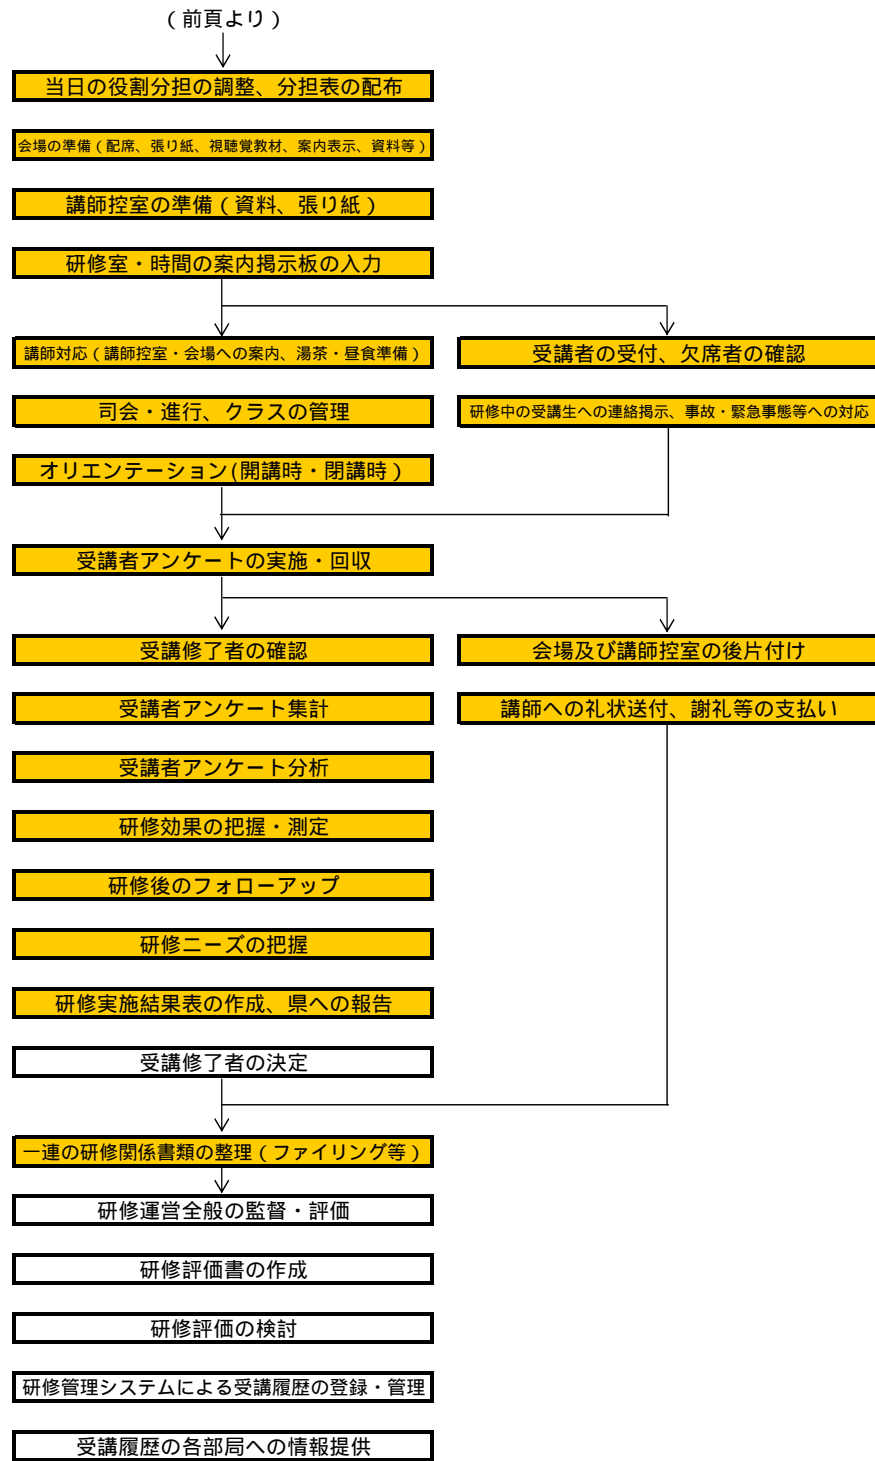 (前頁より)
当日の役割分担の調整、分担表の配布
会場の準備(配席、張り紙、視聴覚教材、案内表示、資料等)
講師控室の準備(資料、張り紙)
研修室・時間の案内掲示板の入力
講師対応(講師控室・会場への案内、湯茶・昼食準備)
受講者の受付、欠席者の確認
司会・進行、クラスの管理
研修中の受講生への連絡掲示、事故・緊急事態等への対応
オリエンテーション(開講時・閉講時)
受講者アンケートの実施・回収
受講修了者の確認
会場及び講師控室の後片付け
受講者アンケート集計
講師への礼状送付、謝礼等の支払い
受講者アンケート分析
研修効果の把握・測定
研修後のフォローアップ
研修ニーズの把握
研修実施結果表の作成、県への報告
受講修了者の決定
一連の研修関係書類の整理(ファイリング等)
研修運営全般の監督・評価
研修評価書の作成
研修評価の検討
研修管理システムによる受講履歴の登録・管理
受講履歴の各部局への情報提供